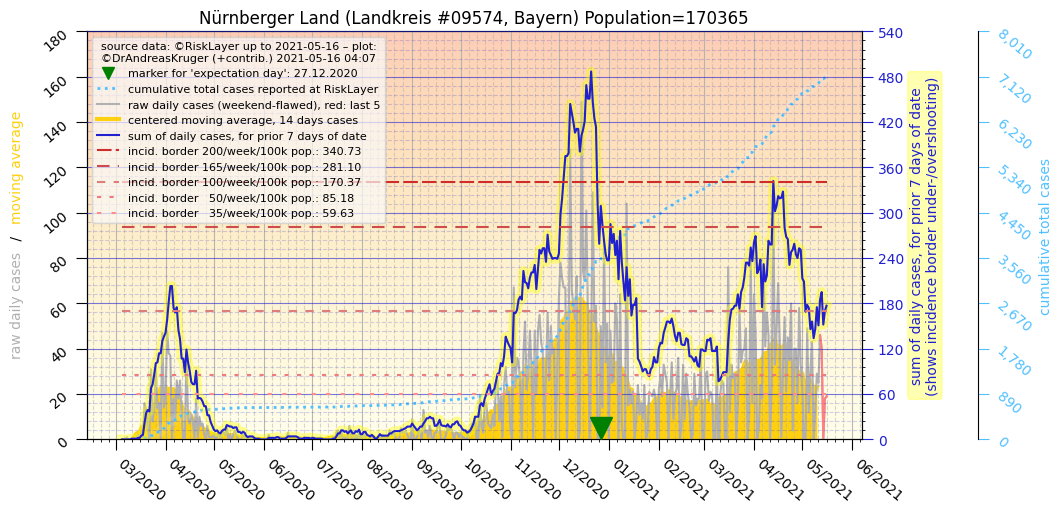 Nürnberger Land (Landkreis #09574, Bayern) Population=170365
source data: ©RiskLayer up to 2021-05-16 – plot:
©DrAndreasKruger (+contrib.) 2021-05-16 04:07
marker for 'expectation day': 27.12.2020
cumulative total cases reported at RiskLayer
raw daily cases (weekend-flawed), red: last 5
centered moving average, 14 days cases
sum of daily cases, for prior 7 days of date
incid. border 200/week/100k pop.: 340.73
incid. border 165/week/100k pop.: 281.10
incid. border 100/week/100k pop.: 170.37
incid. border   50/week/100k pop.: 85.18
incid. border   35/week/100k pop.: 59.63
raw daily cases   /   moving average
180
160
140
120
100
80
60
40
20
0
03/2020
04/2020
05/2020
06/2020
07/2020
08/2020
09/2020
10/2020
11/2020
12/2020
01/2021
02/2021
03/2021
04/2021
05/2021
06/2021
540
480
420
360
300
240
180
120
60
0
sum of daily cases, for prior 7 days of date
(shows incidence border under-/overshooting)
8,010
7,120
6,230
5,340
4,450
3,560
2,670
1,780
890
0
cumulative total cases